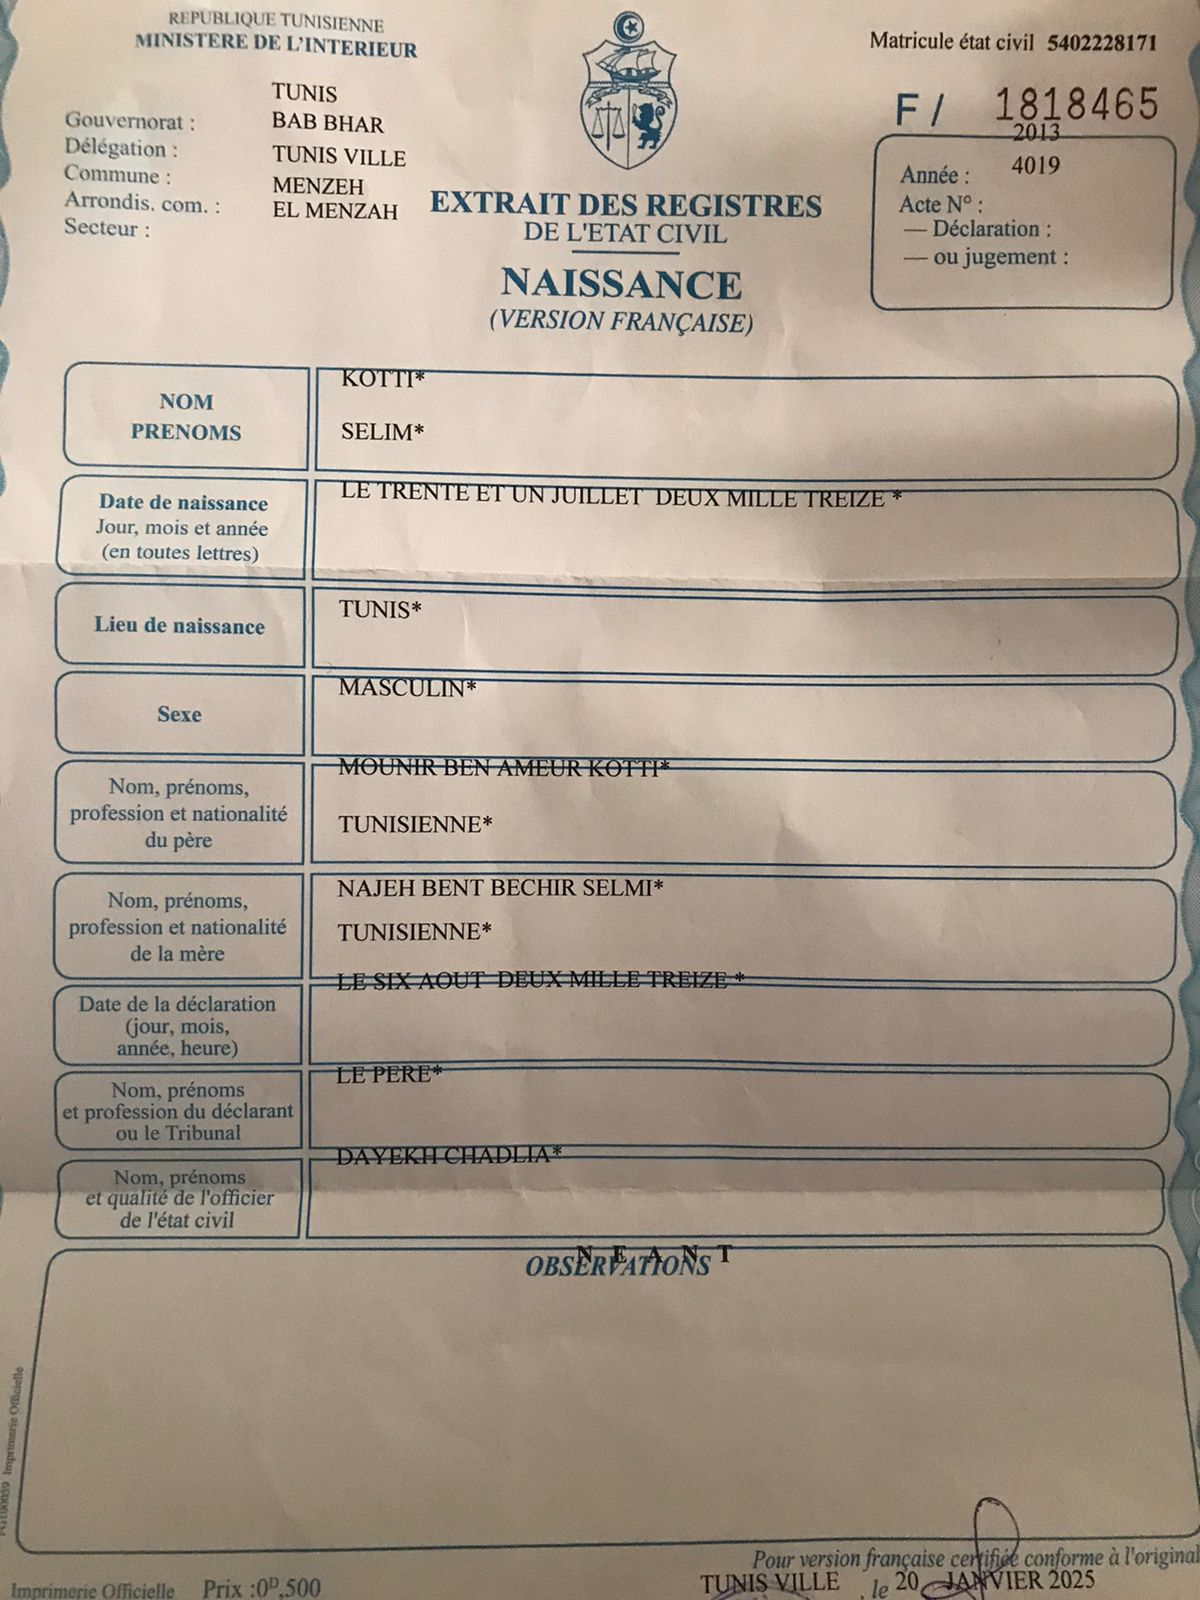 REPUBLIQUE TUNISIENNE
MINISTERE DE L'INTERIEUR
Matricule état civil 5402228171
F / 1818465
TUNIS
Gouvernorat : BAB BHAR
Délégation : TUNIS VILLE
Commune : MENZEH
Arrondis. com. : EL MENZAH
Secteur :
2013
Année : 4019
Acte N° :
— Déclaration :
— ou jugement :
EXTRAIT DES REGISTRES
DE L'ETAT CIVIL
NAISSANCE
(VERSION FRANÇAISE)
NOM
PRENOMS
KOTTI*
SELIM*
Date de naissance
Jour, mois et année
(en toutes lettres)
LE TRENTE ET UN JUILLET DEUX MILLE TREIZE *
Lieu de naissance
TUNIS*
Sexe
MASCULIN*
Nom, prénoms,
profession et nationalité
du père
MOUNIR BEN AMEUR KOTTI*
TUNISIENNE*
Nom, prénoms,
profession et nationalité
de la mère
NAJEH BENT BECHIR SELMI*
TUNISIENNE*
Date de la déclaration
(jour, mois,
année, heure)
LE SIX AOUT DEUX MILLE TREIZE *
Nom, prénoms
et profession du déclarant
ou le Tribunal
LE PERE*
Nom, prénoms
et qualité de l'officier
de l'état civil
DAYEKH CHADLIA*
N E A N T
OBSERVATIONS
Imprimerie Officielle
Pour version française certifiée conforme à l'original
TUNIS VILLE , le 20 JANVIER 2025
Imprimerie Officielle Prix :0D,500